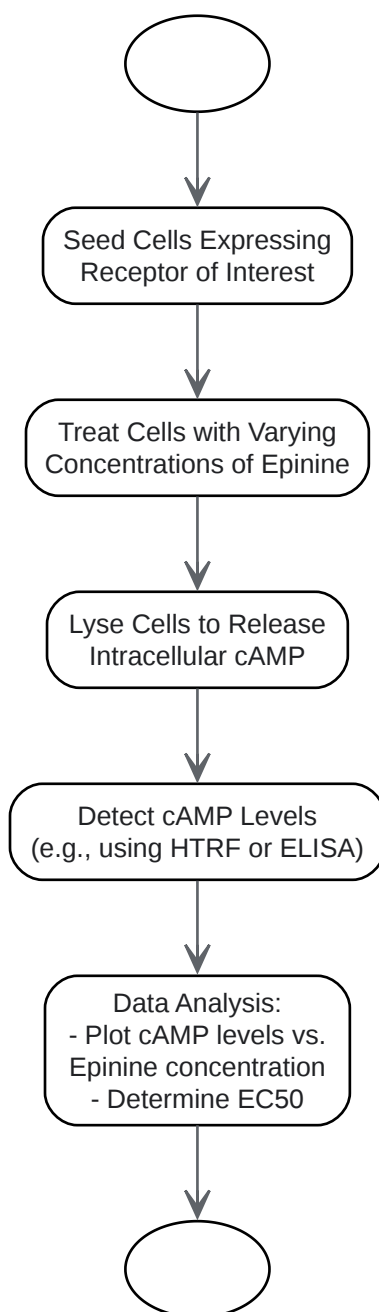 Seed Cells Expressing
Receptor of Interest
Treat Cells with Varying
Concentrations of Epinine
Lyse Cells to Release
Intracellular cAMP
Detect cAMP Levels
(e.g., using HTRF or ELISA)
Data Analysis:
- Plot cAMP levels vs.
Epinine concentration
- Determine EC50